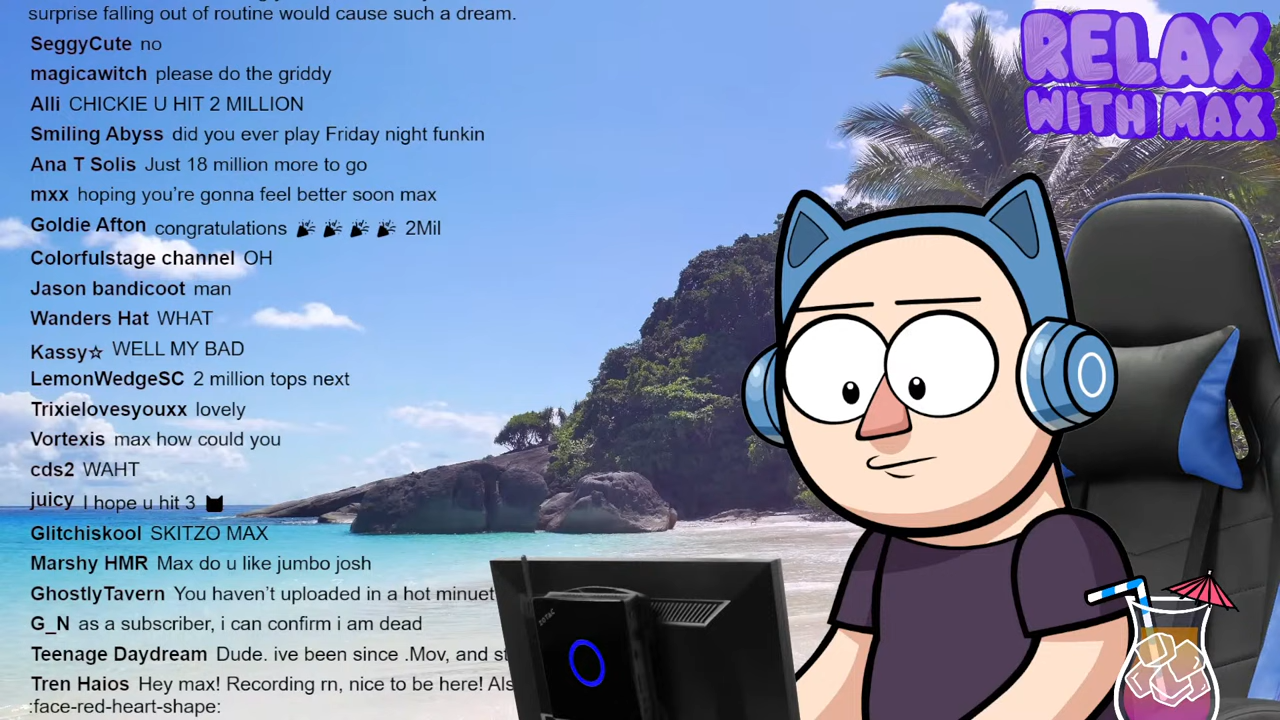 surprise falling out of routine would cause such a dream.
SeggyCute no
magicawitch please do the griddy
Alli CHICKIE U HIT 2 MILLION
Smiling Abyss did you ever play Friday night funkin
Ana T Solis Just 18 million more to go
mxx hoping you’re gonna feel better soon max
Goldie Afton congratulations 🎉 🎉 🎉 🎉 2Mil
Colorfulstage channel OH
Jason bandicoot man
Wanders Hat WHAT
Kassy☆ WELL MY BAD
LemonWedgeSC 2 million tops next
Trixielovesyouxx lovely
Vortexis max how could you
cds2 WAHT
juicy I hope u hit 3
Glitchiskool SKITZO MAX
Marshy HMR Max do u like jumbo josh
GhostlyTavern You haven’t uploaded in a hot minuet
G_N as a subscriber, i can confirm i am dead
Teenage Daydream Dude. ive been since .Mov, and st
Tren Haios Hey max! Recording rn, nice to be here! Als
:face-red-heart-shape:
RELAX
WITH MAX
ZOTAC